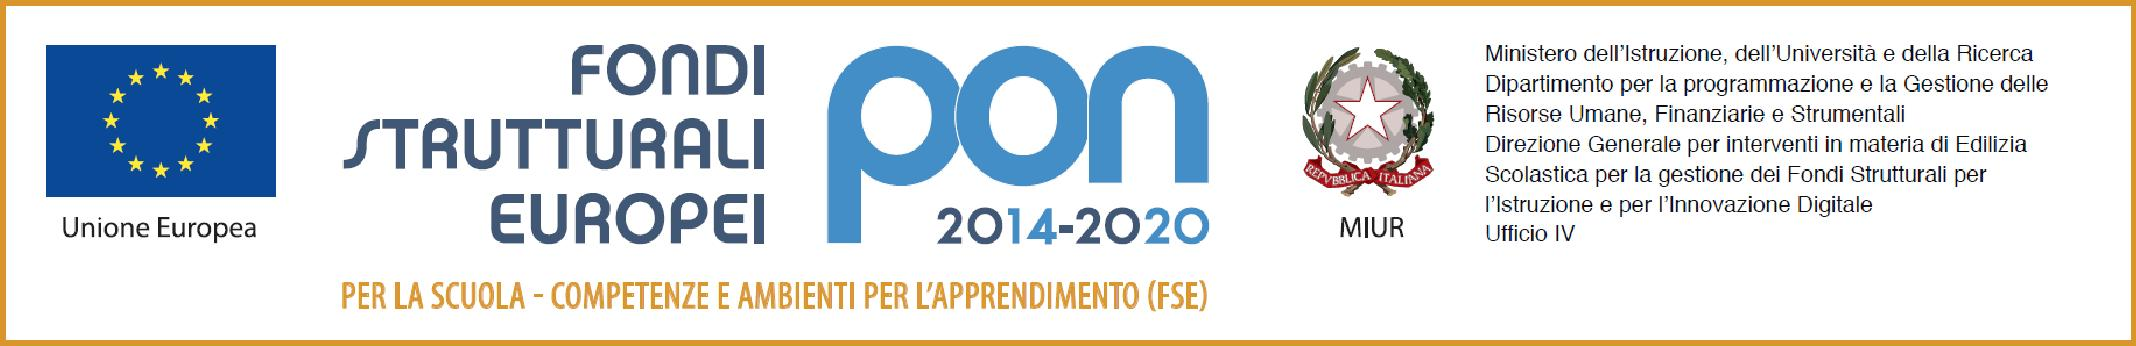 Unione Europea
FONDI
STRUTTURALI
EUROPEI
pon
2014-2020
PER LA SCUOLA - COMPETENZE E AMBIENTI PER L'APPRENDIMENTO (FSE)
REPVBBLICA ITALIANA
MIUR
Ministero dell'Istruzione, dell'Università e della Ricerca
Dipartimento per la programmazione e la Gestione delle
Risorse Umane, Finanziarie e Strumentali
Direzione Generale per interventi in materia di Edilizia
Scolastica per la gestione dei Fondi Strutturali per
l'Istruzione e per l'Innovazione Digitale
Ufficio IV